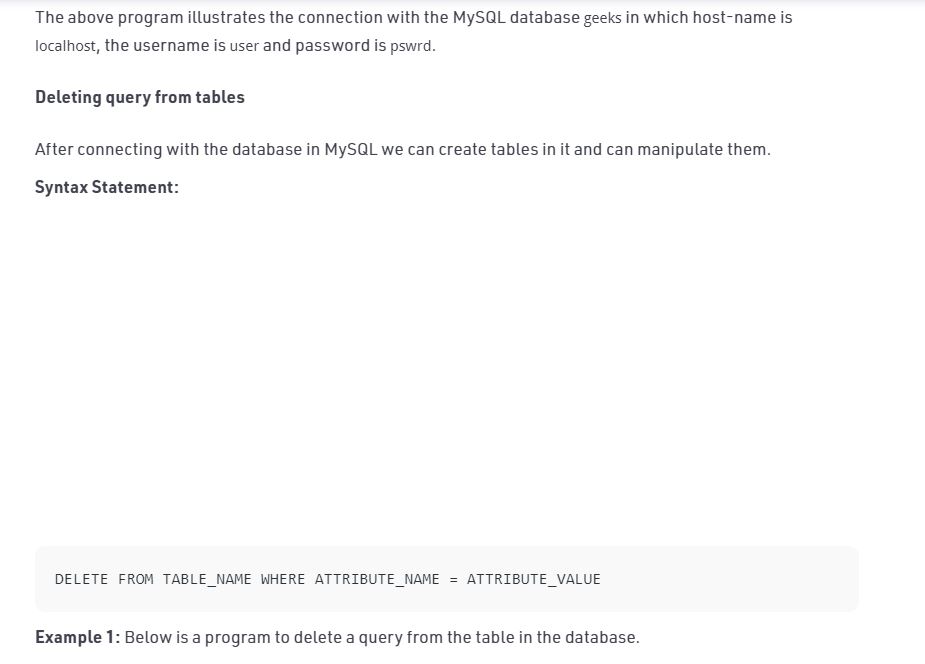 The above program illustrates the connection with the MySQL database geeks in which host-name is
localhost, the username is user and password is pswrd.
Deleting query from tables
After connecting with the database in MySQL we can create tables in it and can manipulate them.
Syntax Statement:
DELETE FROM TABLE_NAME WHERE ATTRIBUTE_NAME = ATTRIBUTE_VALUE
Example 1: Below is a program to delete a query from the table in the database.